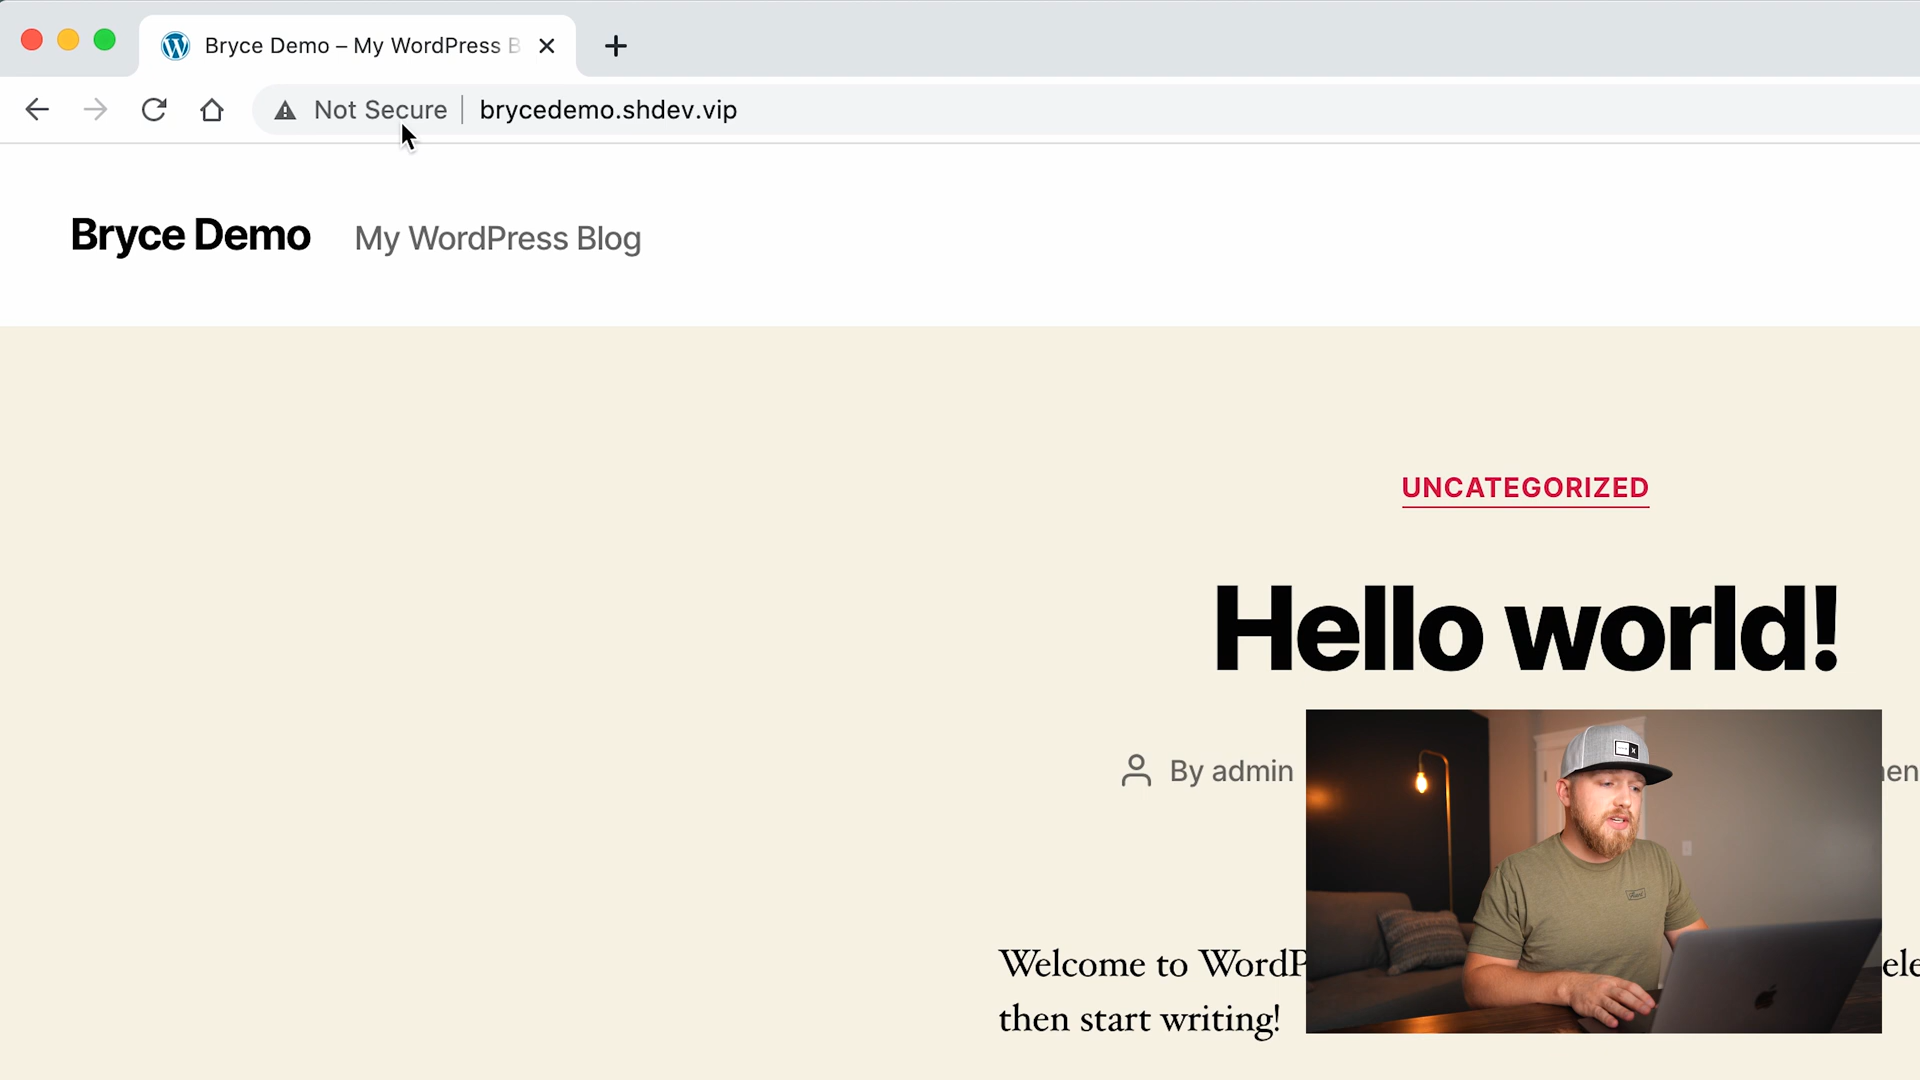 Bryce Demo – My WordPress B
Not Secure
brycedemo.shdev.vip
Bryce Demo
My WordPress Blog
UNCATEGORIZED
Hello world!
By admin
Welcome to WordP
then start writing!